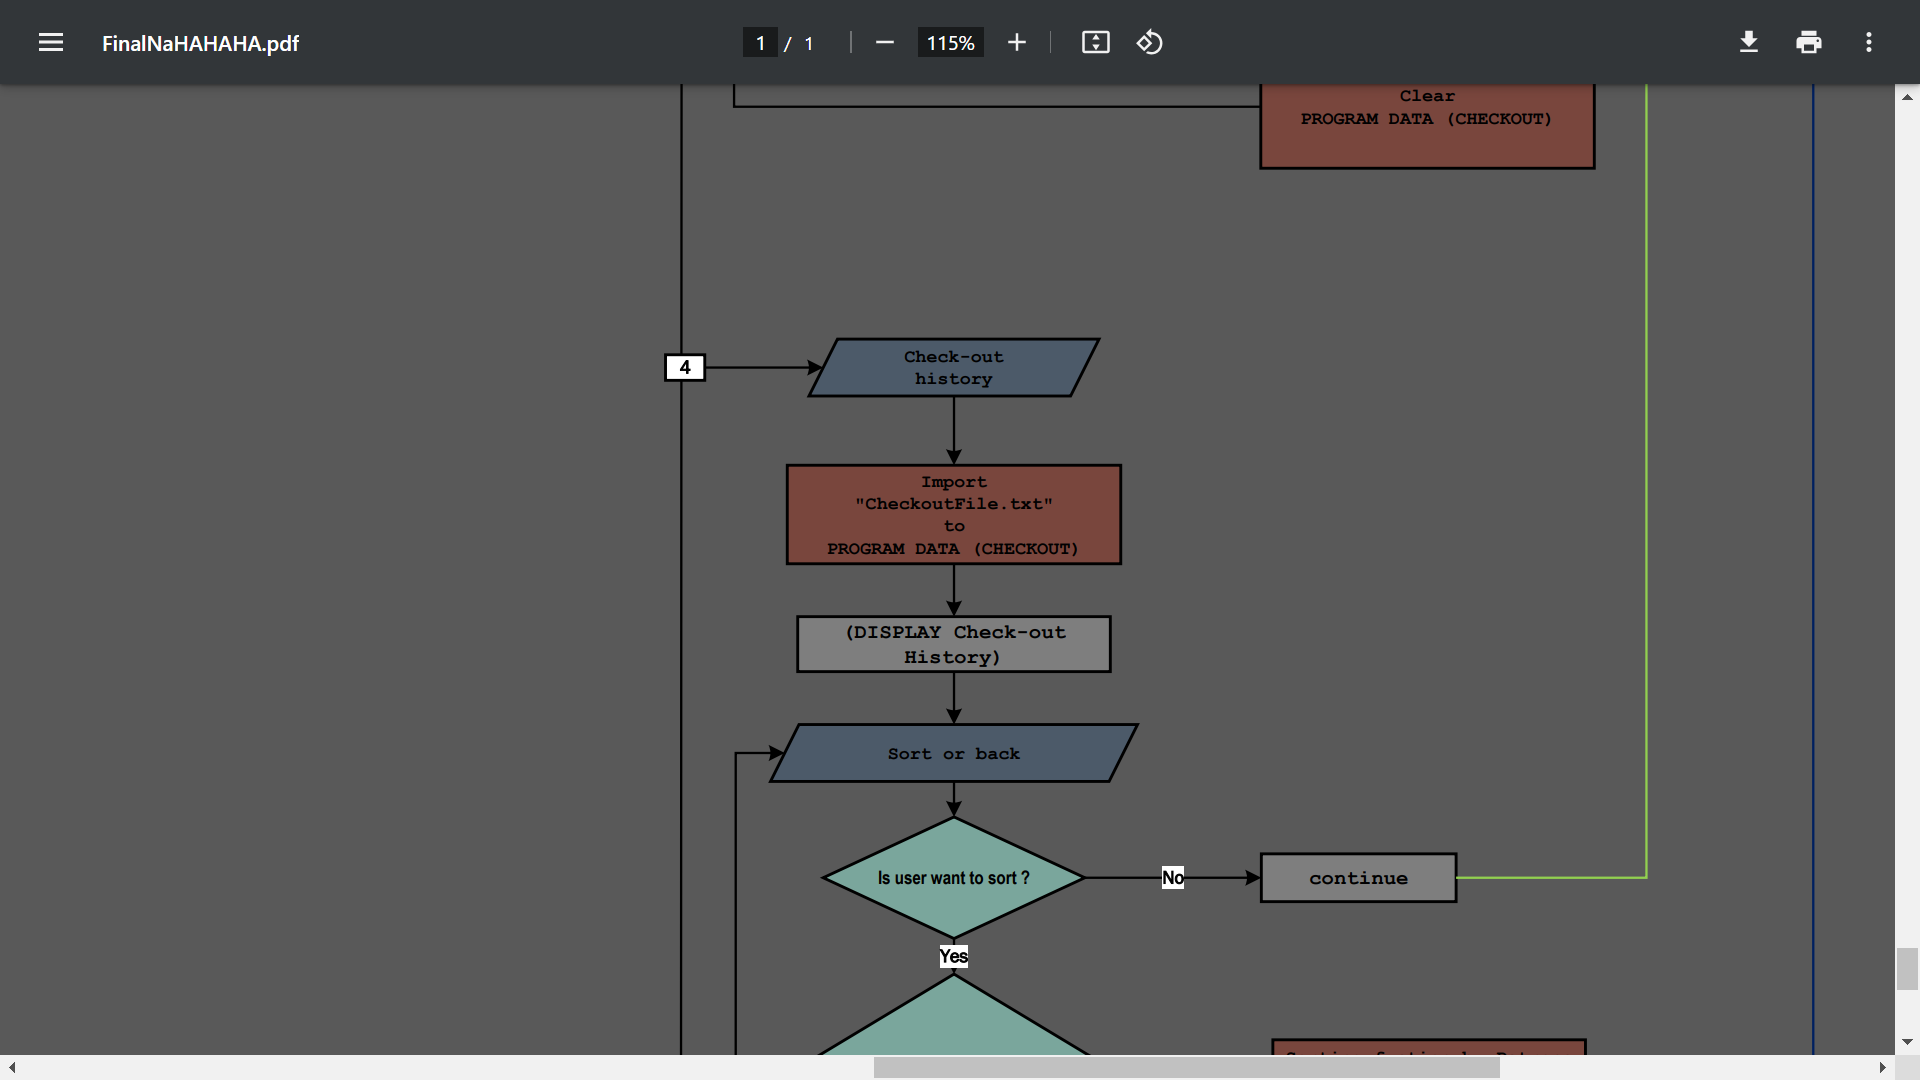 FinalNaHAHAHA.pdf
1 / 1
115%
Clear
PROGRAM DATA (CHECKOUT)
4
Check-out
history
Import
"CheckoutFile.txt"
to
PROGRAM DATA (CHECKOUT)
(DISPLAY Check-out
History)
Sort or back
Is user want to sort ?
No
continue
Yes